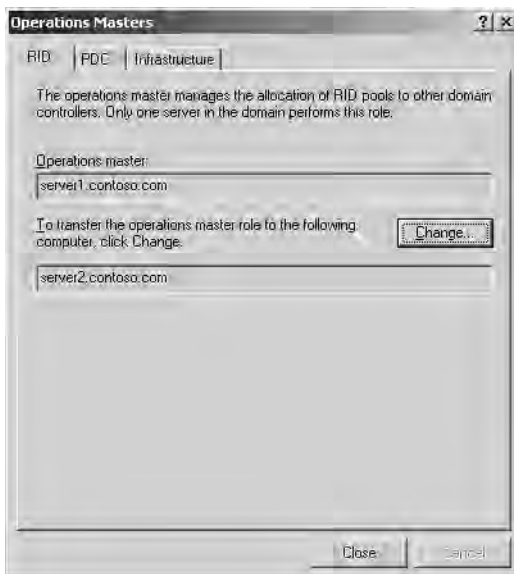 Operations Masters
? ×
RID PDC Infrastructure
The operations master manages the allocation of RID pools to other domain
controllers. Only one server in the domain performs this role.
Operations master:
server1.contoso.com
To transfer the operations master role to the following
computer, click Change.
Change...
server2.contoso.com
Close Cancel